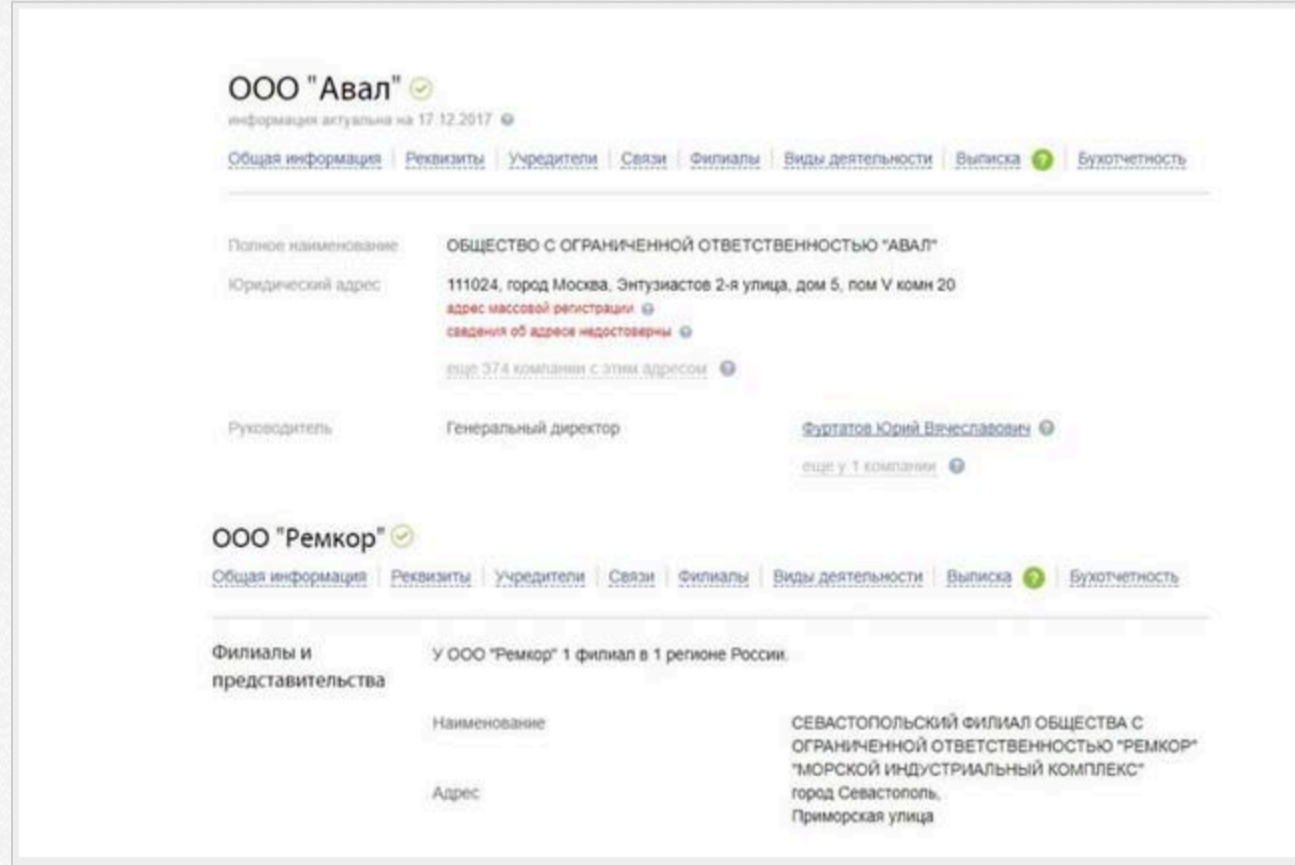 ООО "Авал"
информация актуальна на 17.12.2017
Общая информация Реквизиты Учредители Связи Филиалы Виды деятельности Выписка ? Бухотчетность
Полное наименование ОБЩЕСТВО С ОГРАНИЧЕННОЙ ОТВЕТСТВЕННОСТЬЮ "АВАЛ"
Юридический адрес 111024, город Москва, Энтузиастов 2-я улица, дом 5, пом V комн 20
адрес массовой регистрации ?
сведения об адресе недостоверны ?
еще 374 компании с этим адресом ?
Руководитель Генеральный директор Фуртатов Юрий Вячеславович ?
еще у 1 компании ?
ООО "Ремкор"
Общая информация Реквизиты Учредители Связи Филиалы Виды деятельности Выписка ? Бухотчетность
Филиалы и У ООО "Ремкор" 1 филиал в 1 регионе России.
представительства
Наименование СЕВАСТОПОЛЬСКИЙ ФИЛИАЛ ОБЩЕСТВА С
ОГРАНИЧЕННОЙ ОТВЕТСТВЕННОСТЬЮ "РЕМКОР"
"МОРСКОЙ ИНДУСТРИАЛЬНЫЙ КОМПЛЕКС"
Адрес город Севастополь,
Приморская улица